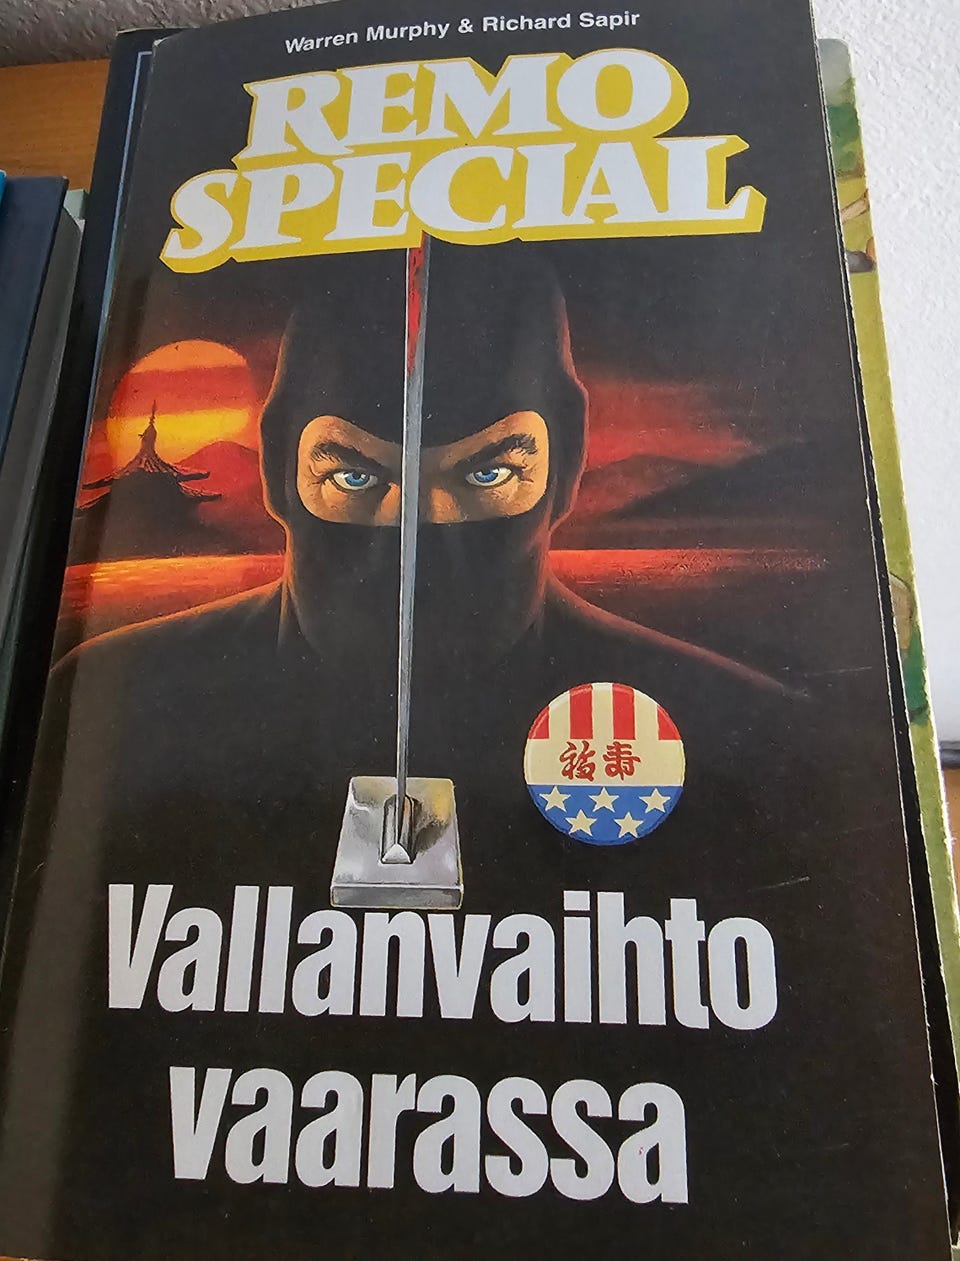 Warren Murphy & Richard Sapir
REMO
SPECIAL
Vallanvaihto
vaarassa